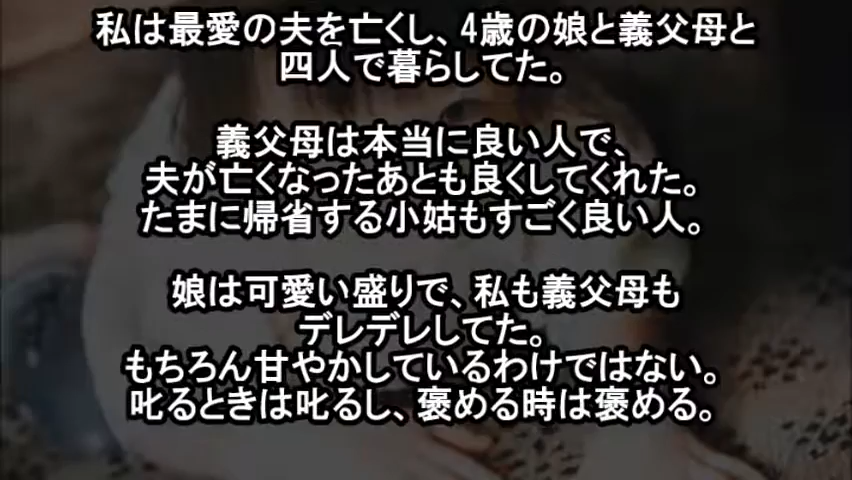 私は最愛の夫を亡くし、4歳の娘と義父母と
四人で暮らしてた。
義父母は本当に良い人で、
夫が亡くなったあとも良くしてくれた。
たまに帰省する小姑もすごく良い人。
娘は可愛い盛りで、私も義父母も
デレデレしてた。
もちろん甘やかしているわけではない。
叱るときは叱るし、褒める時は褒める。